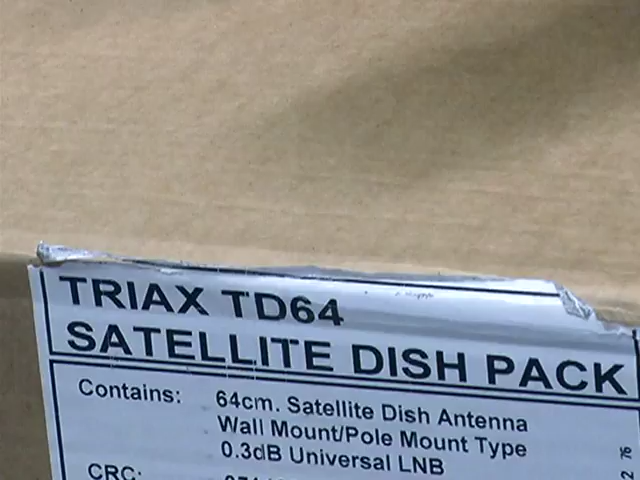 TRIAX TD64
SATELLITE DISH PACK
Contains: 64cm. Satellite Dish Antenna
Wall Mount/Pole Mount Type
0.3dB Universal LNB
CRC: